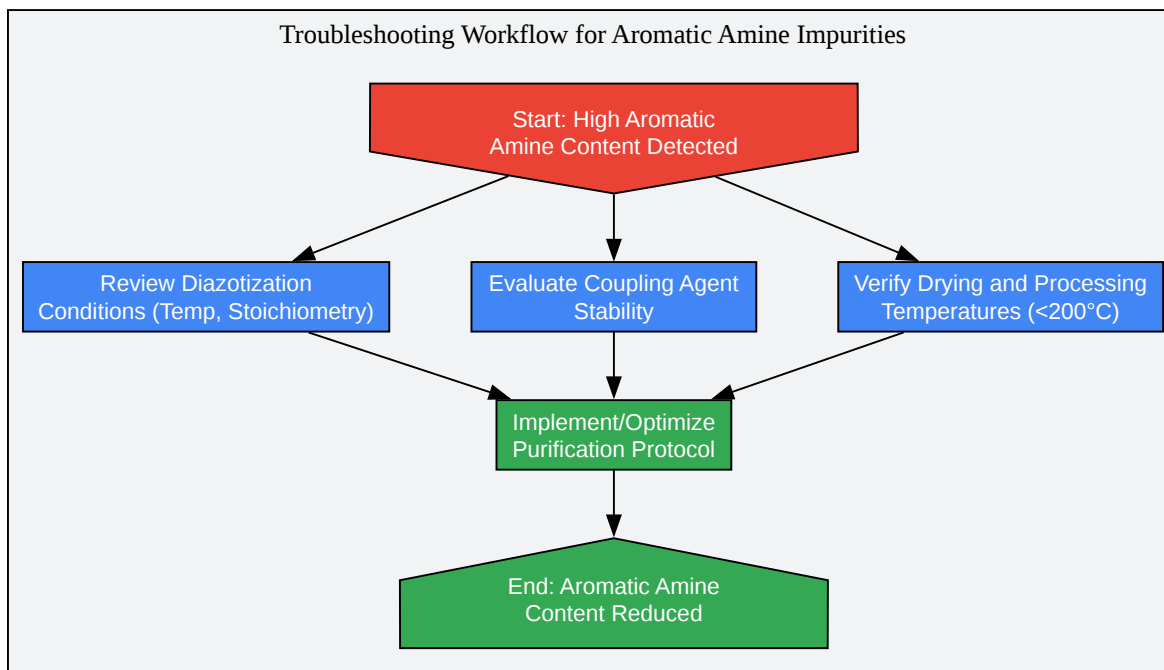 Troubleshooting Workflow for Aromatic Amine Impurities
Start: High Aromatic
Amine Content Detected
Review Diazotization
Conditions (Temp, Stoichiometry)
Evaluate Coupling Agent
Stability
Verify Drying and Processing
Temperatures (<200°C)
Implement/Optimize
Purification Protocol
End: Aromatic Amine
Content Reduced